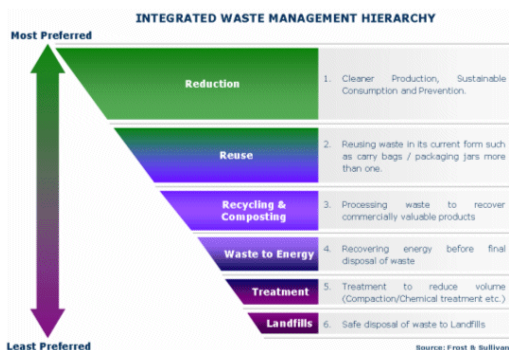 INTEGRATED WASTE MANAGEMENT HIERARCHY
Most Preferred
Reduction
1. Cleaner Production, Sustainable
Consumption and Prevention.
Reuse
2. Reusing waste in its current form such
as carry bags / packaging jars more
than one.
Recycling &
Composting
3. Processing waste to recover
commercially valuable products
Waste to Energy
4. Recovering energy before final
disposal of waste
Treatment
5. Treatment to reduce volume
(Compaction/Chemical treatment etc.)
Landfills
6. Safe disposal of waste to Landfills
Least Preferred
Source: Frost & Sullivan